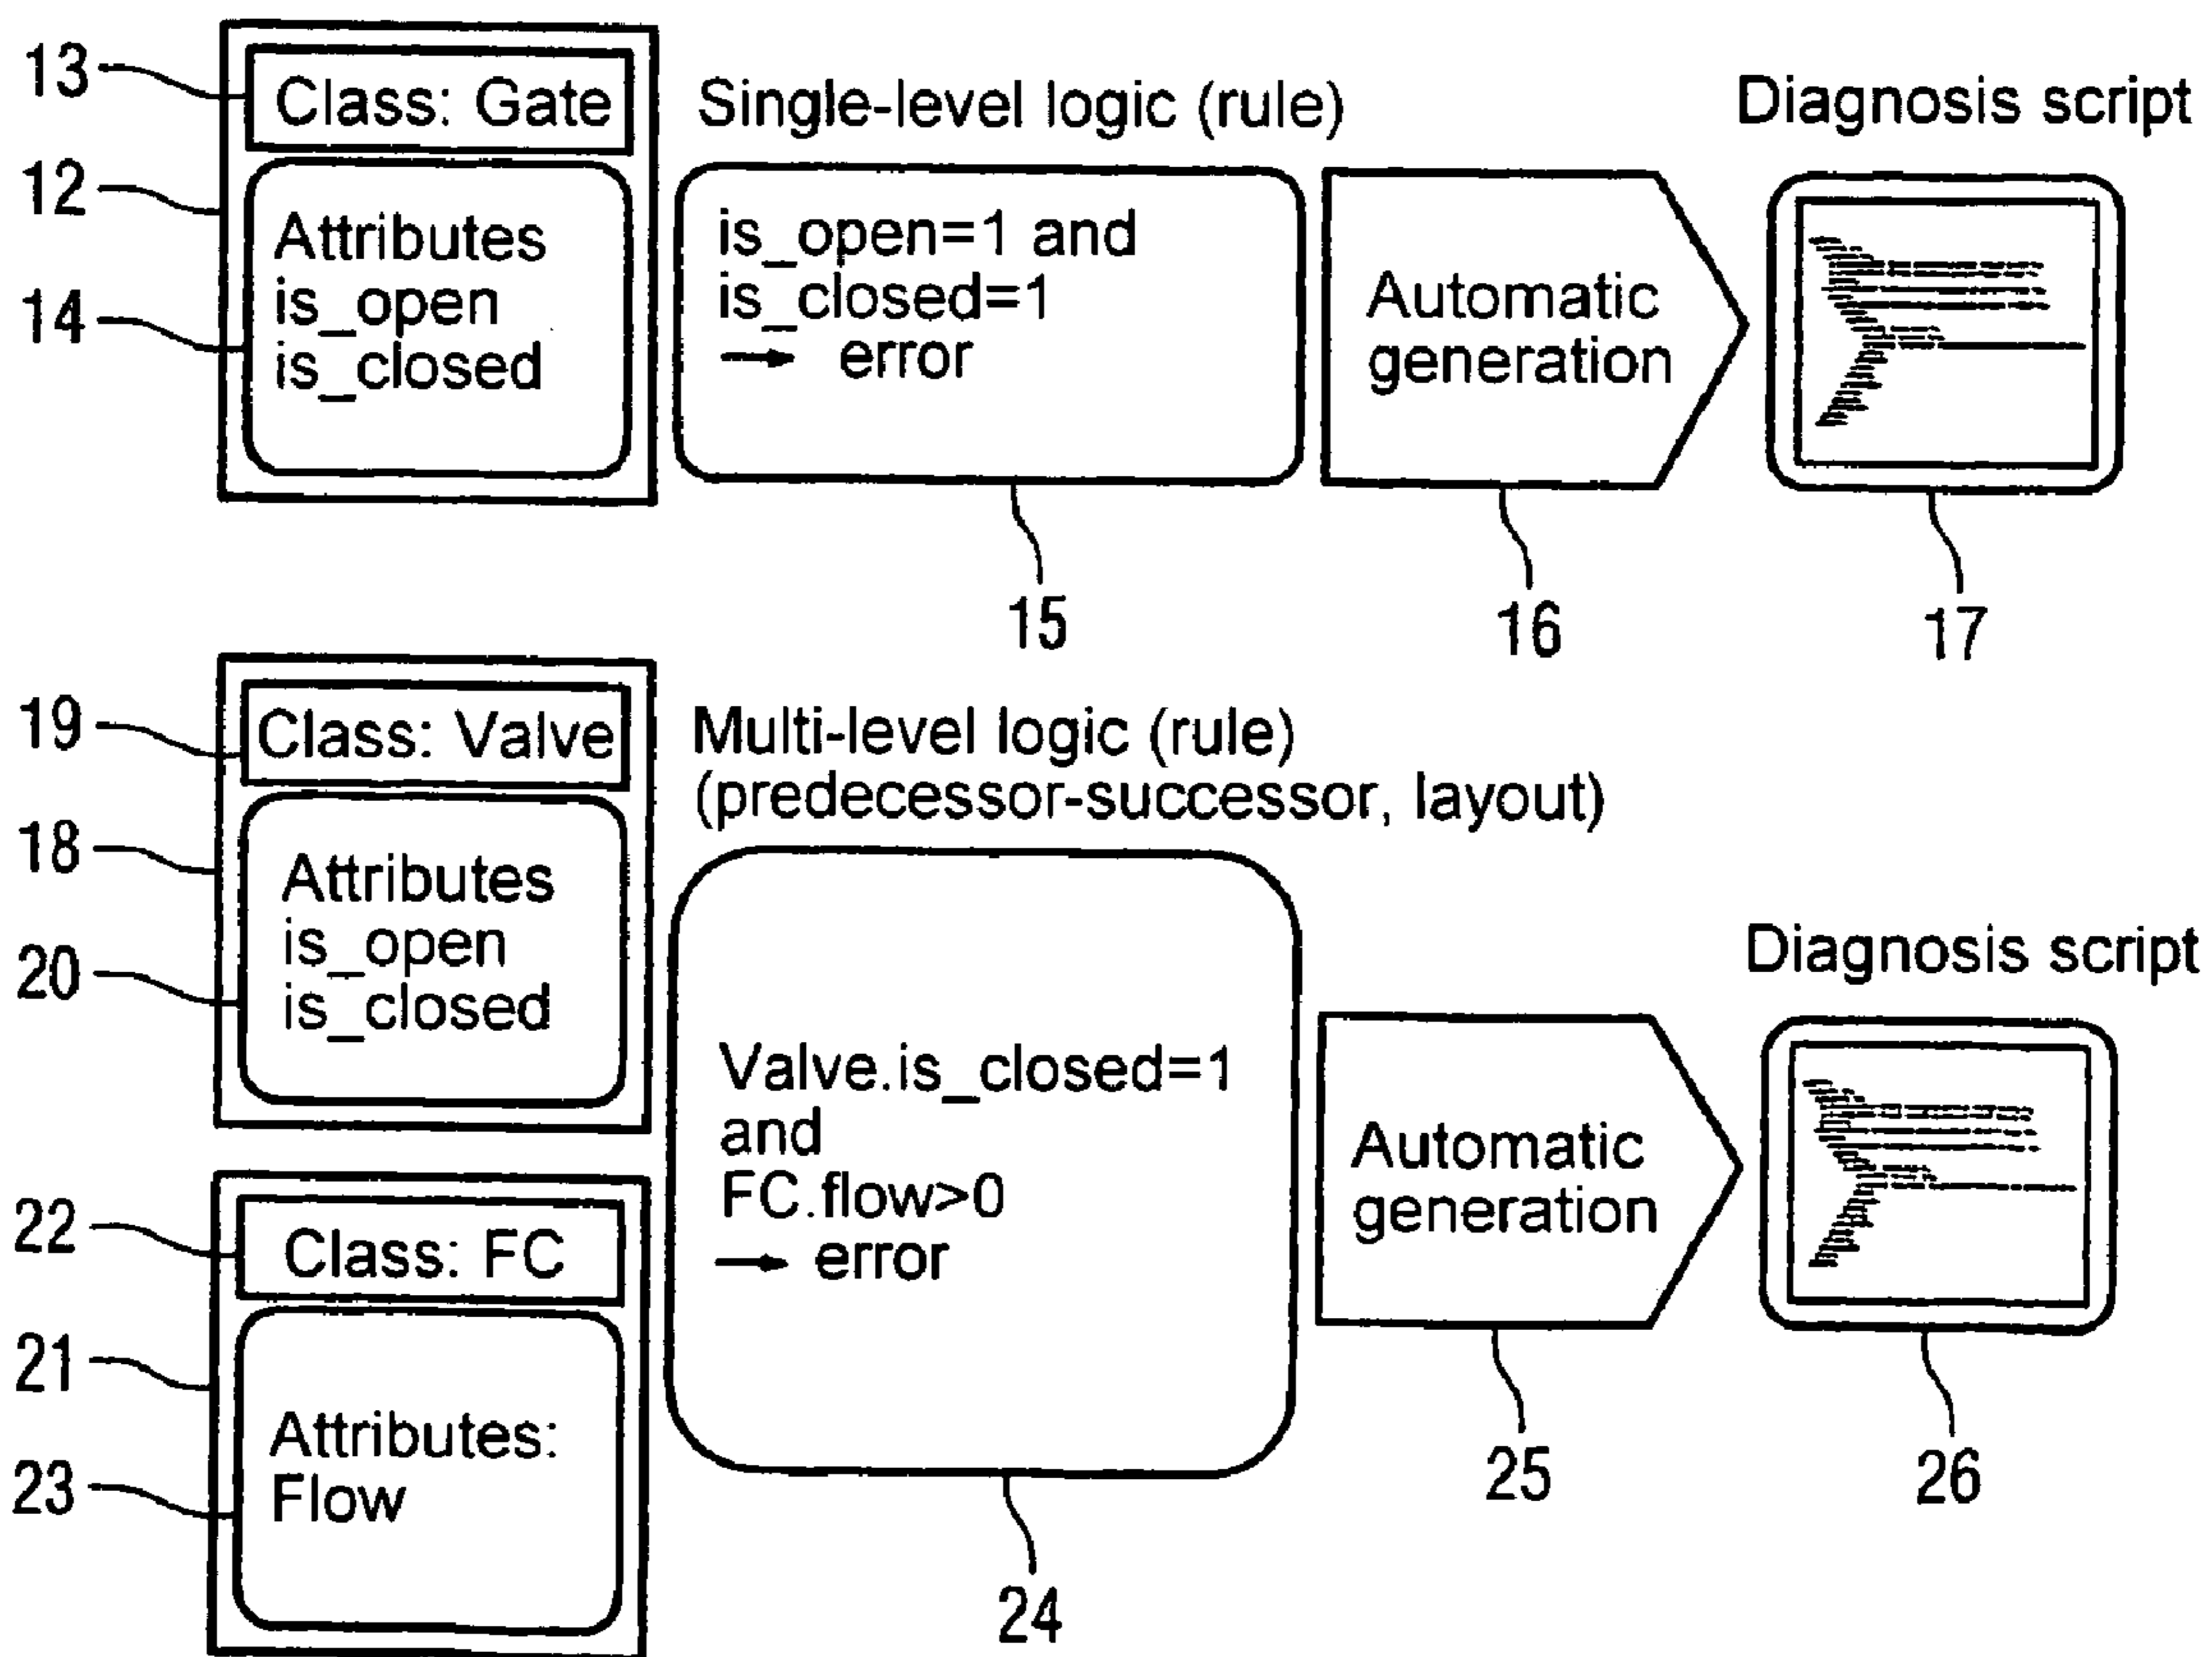 13
Class: Gate
Single-level logic (rule)
Diagnosis script
12
14
Attributes
is_open
is_closed
is_open=1 and
is_closed=1
→ error
Automatic
generation
15
16
17
19
Class: Valve
Multi-level logic (rule)
(predecessor-successor, layout)
18
20
Attributes
is_open
is_closed
Diagnosis script
Valve.is_closed=1
and
FC.flow>0
→ error
Automatic
generation
22
Class: FC
21
23
Attributes:
Flow
24
25
26